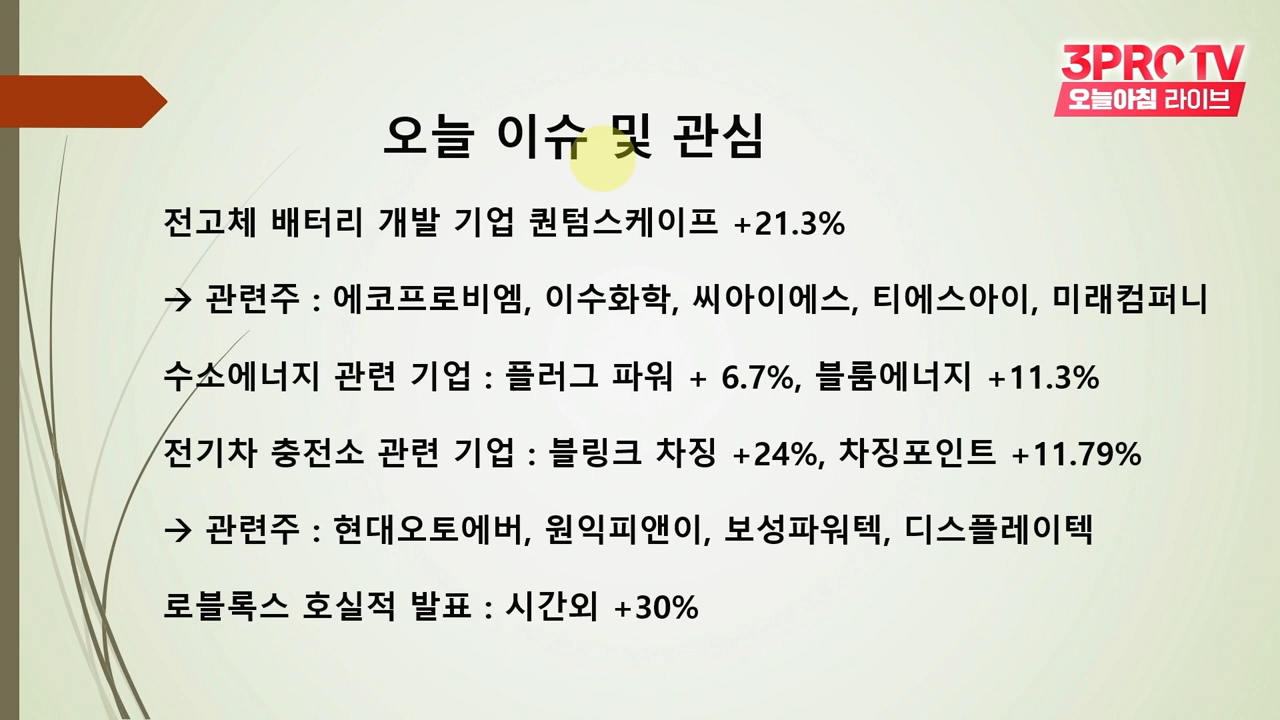 3PROTV
오늘아침 라이브
오늘 이슈 및 관심
전고체 배터리 개발 기업 퀀텀스케이프 +21.3%
→ 관련주 : 에코프로비엠, 이수화학, 씨아이에스, 티에스아이, 미래컴퍼니
수소에너지 관련 기업 : 플러그 파워 + 6.7%, 블룸에너지 +11.3%
전기차 충전소 관련 기업 : 블링크 차징 +24%, 차징포인트 +11.79%
→ 관련주 : 현대오토에버, 원익피앤이, 보성파워텍, 디스플레이텍
로블록스 호실적 발표 : 시간외 +30%